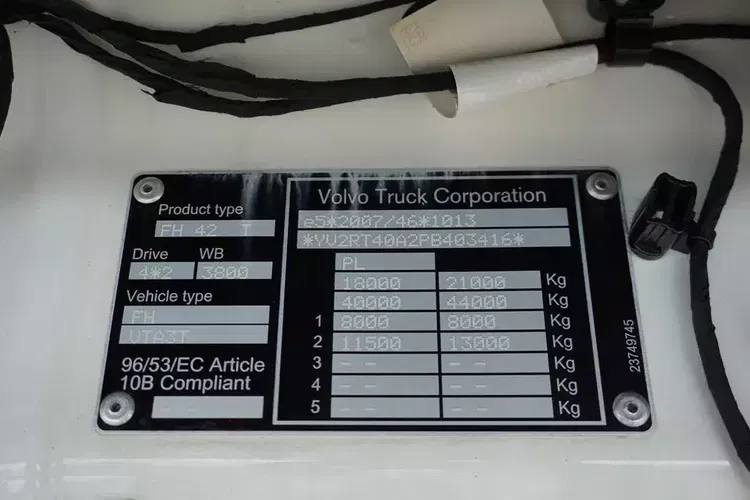 Product type
FH 42 T
Drive WB
4*2 3800
Vehicle type
FH
VTA3T
96/53/EC Article
10B Compliant
Volvo Truck Corporation
e5*2007/46*1013
*YV2RT40A2PB403416*
PL
18000 21000 Kg
40000 44000 Kg
1 8000 8000 Kg
2 11500 13000 Kg
3 -- -- Kg
4 -- -- Kg
5 -- -- Kg
23749745